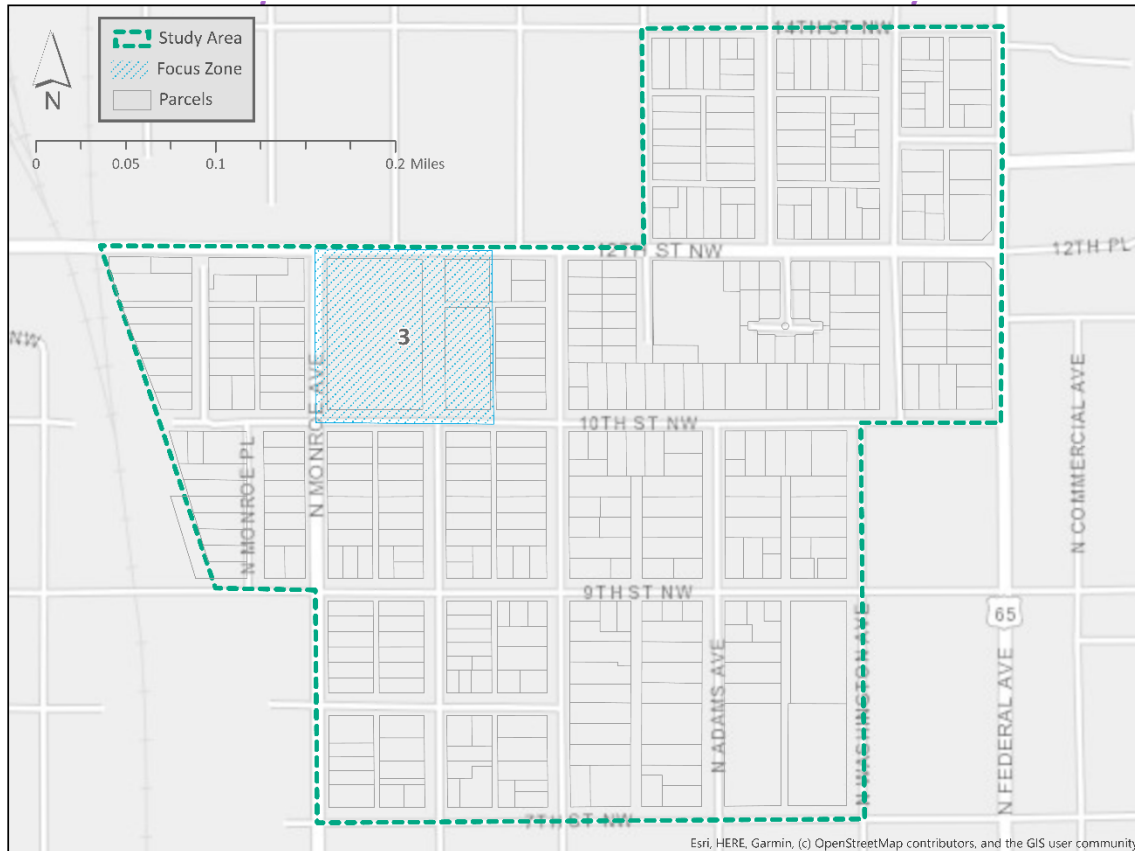 14TH ST NW
Study Area
Focus Zone
Parcels
N
0 0.05 0.1 0.2 Miles
12TH ST NW
12TH PL
3
NW
N MONROE AVE
10TH ST NW
N COMMERCIAL AVE
N MONROE PL
9TH ST NW
65
N ADAMS AVE
N WASHINGTON AVE
N FEDERAL AVE
7TH ST NW
Esri, HERE, Garmin, (c) OpenStreetMap contributors, and the GIS user community